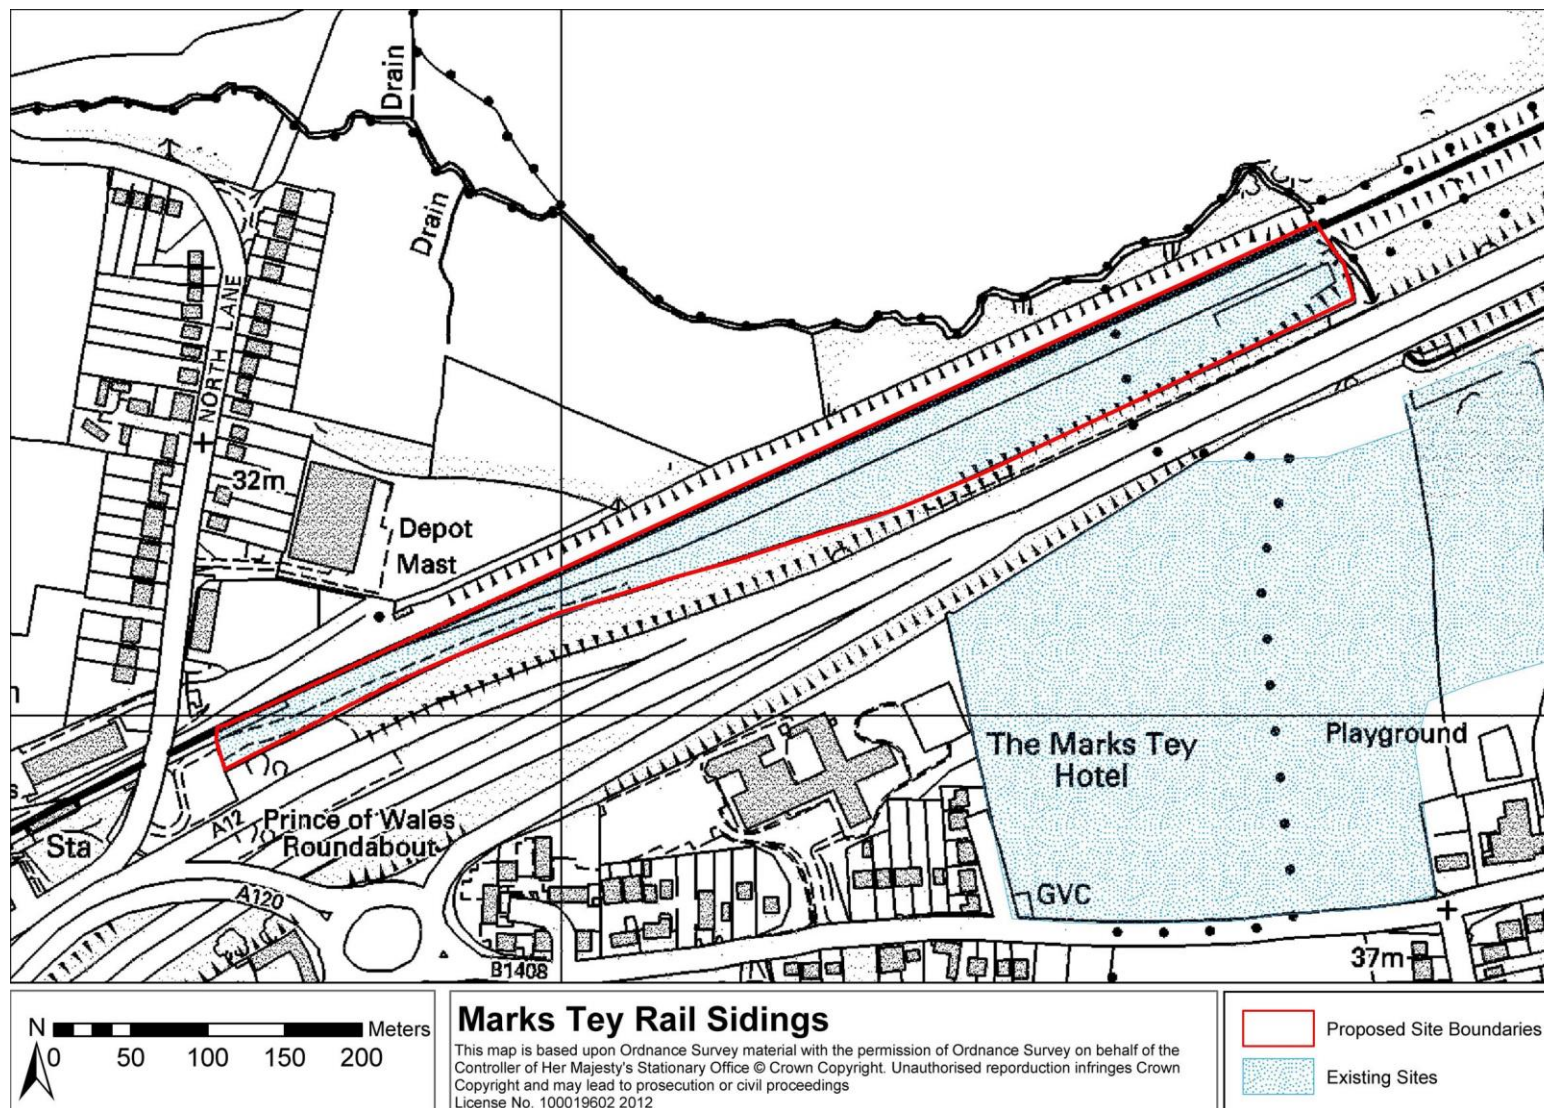 Drain
Drain
NORTH LANE
32m
Depot
Mast
The Marks Tey
Hotel
Playground
Sta
A12
Prince of Wales
Roundabout
A120
GVC
B1408
37m
N
Meters
0 50 100 150 200
Marks Tey Rail Sidings
This map is based upon Ordnance Survey material with the permission of Ordnance Survey on behalf of the
Controller of Her Majesty's Stationary Office © Crown Copyright. Unauthorised reporduction infringes Crown
Copyright and may lead to prosecution or civil proceedings
License No. 100019602 2012
Proposed Site Boundaries
Existing Sites